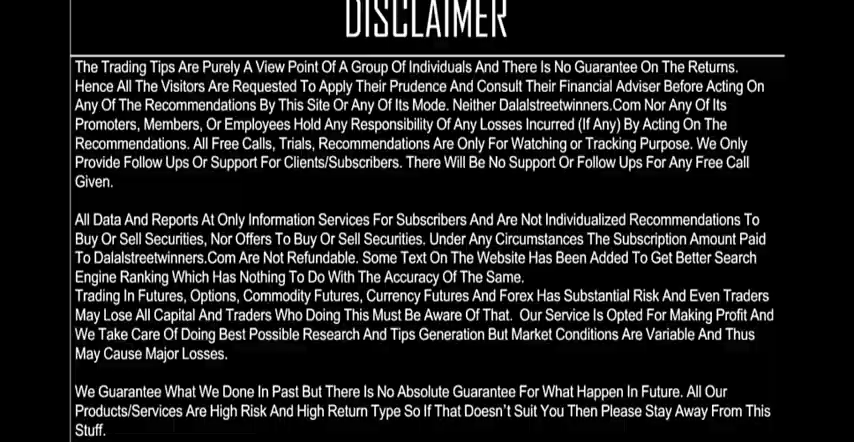 DISCLAIMER
The Trading Tips Are Purely A View Point Of A Group Of Individuals And There Is No Guarantee On The Returns.
Hence All The Visitors Are Requested To Apply Their Prudence And Consult Their Financial Adviser Before Acting On
Any Of The Recommendations By This Site Or Any Of Its Mode. Neither Dalalstreetwinners.Com Nor Any Of Its
Promoters, Members, Or Employees Hold Any Responsibility Of Any Losses Incurred (If Any) By Acting On The
Recommendations. All Free Calls, Trials, Recommendations Are Only For Watching or Tracking Purpose. We Only
Provide Follow Ups Or Support For Clients/Subscribers. There Will Be No Support Or Follow Ups For Any Free Call
Given.
All Data And Reports At Only Information Services For Subscribers And Are Not Individualized Recommendations To
Buy Or Sell Securities, Nor Offers To Buy Or Sell Securities. Under Any Circumstances The Subscription Amount Paid
To Dalalstreetwinners.Com Are Not Refundable. Some Text On The Website Has Been Added To Get Better Search
Engine Ranking Which Has Nothing To Do With The Accuracy Of The Same.
Trading In Futures, Options, Commodity Futures, Currency Futures And Forex Has Substantial Risk And Even Traders
May Lose All Capital And Traders Who Doing This Must Be Aware Of That. Our Service Is Opted For Making Profit And
We Take Care Of Doing Best Possible Research And Tips Generation But Market Conditions Are Variable And Thus
May Cause Major Losses.
We Guarantee What We Done In Past But There Is No Absolute Guarantee For What Happen In Future. All Our
Products/Services Are High Risk And High Return Type So If That Doesn't Suit You Then Please Stay Away From This
Stuff.